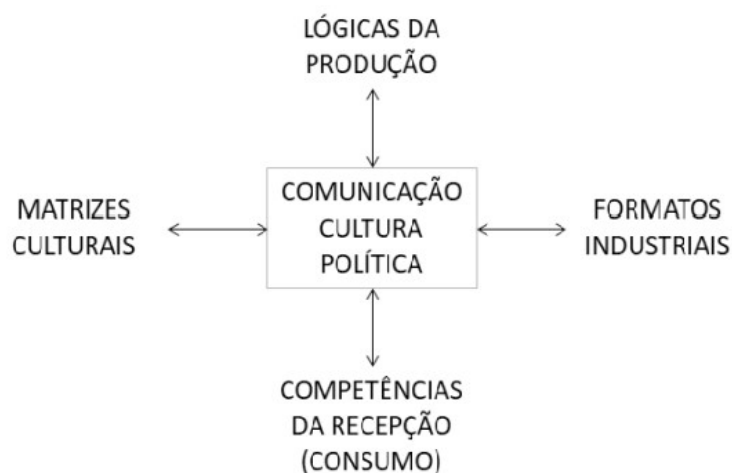 LÓGICAS DA
PRODUÇÃO
MATRIZES
CULTURAIS
COMUNICAÇÃO
CULTURA
POLÍTICA
FORMATOS
INDUSTRIAIS
COMPETÊNCIAS
DA RECEPÇÃO
(CONSUMO)